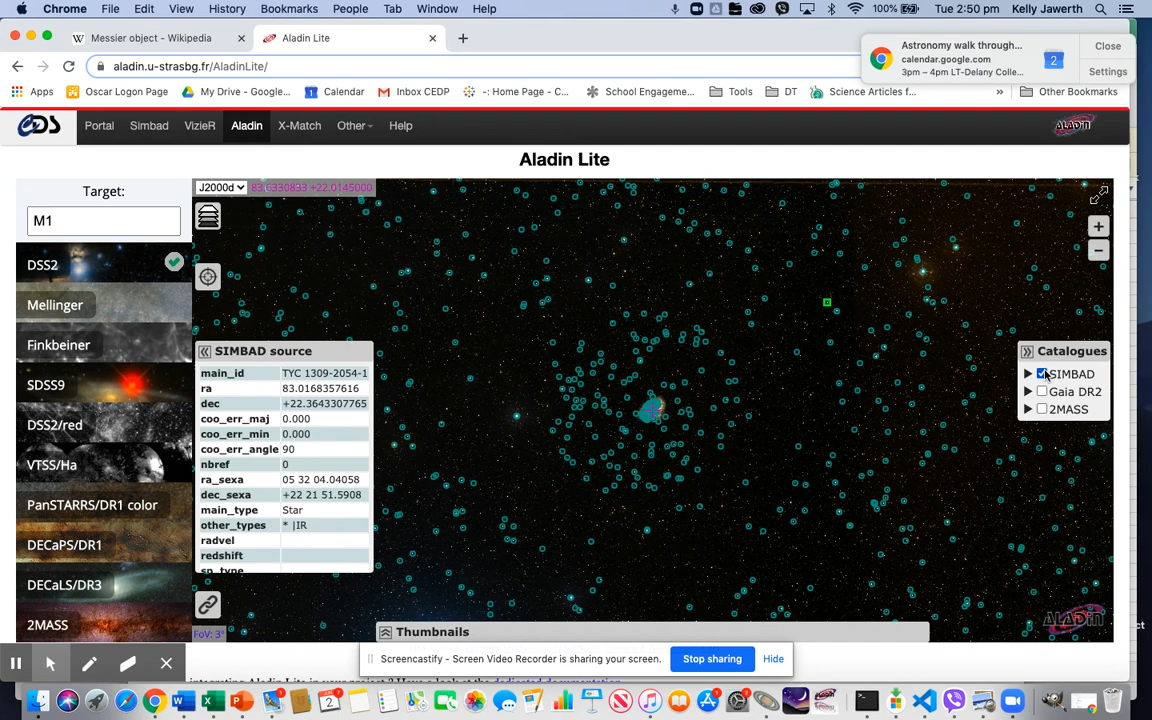 Chrome File Edit View History Bookmarks People Tab Window Help 100% Tue 2:50 pm Kelly Jawerth
Messier object - Wikipedia Aladin Lite
aladin.u-strasbg.fr/AladinLite/
Astronomy walk through...
calendar.google.com
3pm – 4pm LT-Delany Colle...
2
Close
Settings
Apps Oscar Logon Page My Drive - Google... Calendar Inbox CEDP -: Home Page - C... School Engageme... Tools DT Science Articles f... » Other Bookmarks
CDS Portal Simbad VizieR Aladin X-Match Other Help ALADIN
Aladin Lite
Target:
M1
J2000d 83.6330833 +22.0145000
DSS2
Mellinger
Finkbeiner
SDSS9
DSS2/red
VTSS/Ha
PanSTARRS/DR1 color
DECaPS/DR1
DECaLS/DR3
2MASS
SIMBAD source
main_id TYC 1309-2054-1
ra 83.0168357616
dec +22.3643307765
coo_err_maj 0.000
coo_err_min 0.000
coo_err_angle 90
nbref 0
ra_sexa 05 32 04.04058
dec_sexa +22 21 51.5908
main_type Star
other_types * |IR
radvel
redshift
sp_type
+
−
Catalogues
SIMBAD
Gaia DR2
2MASS
FoV: 3°
Thumbnails
ALADIN
Screencastify - Screen Video Recorder is sharing your screen. Stop sharing Hide